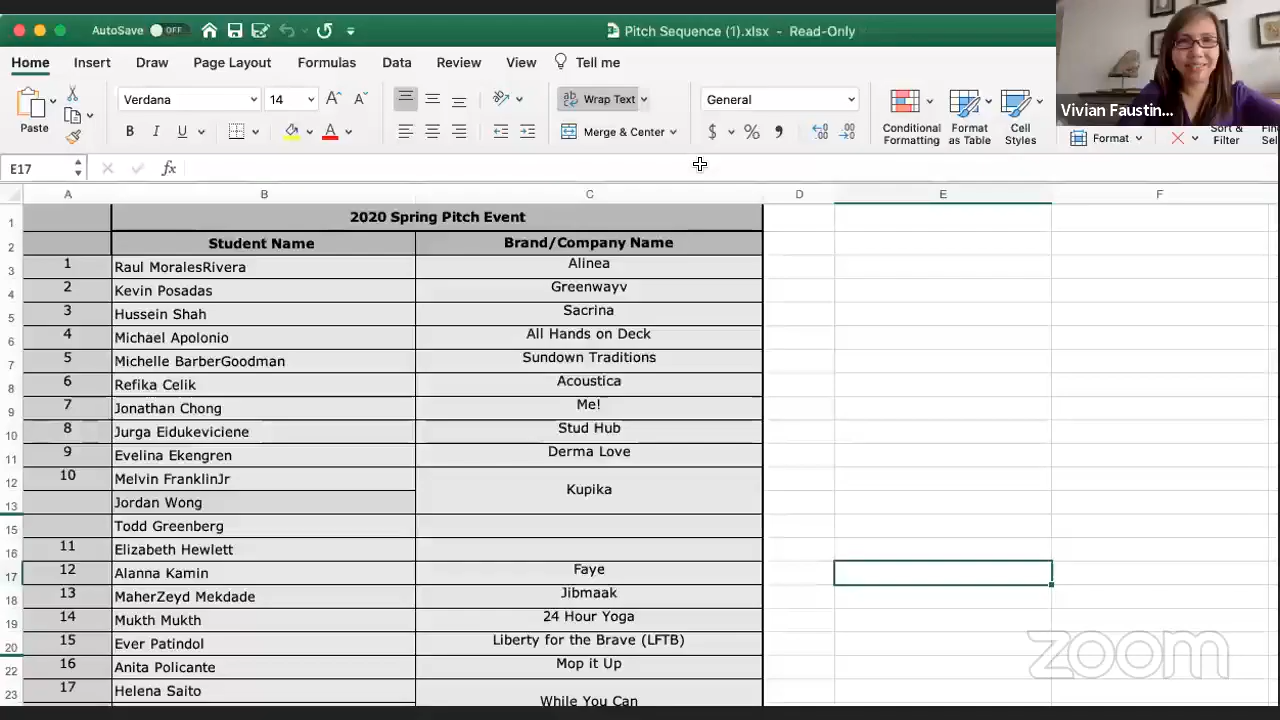 AutoSave OFF Pitch Sequence (1).xlsx - Read-Only
Home Insert Draw Page Layout Formulas Data Review View Tell me
Paste Verdana 14 A A ab Wrap Text General Conditional Formatting Format as Table Cell Styles
B I U A Merge & Center $ % Format Sort & Filter
Vivian Faustin...
E17 fx
A B C D E F
1 2020 Spring Pitch Event
2 Student Name Brand/Company Name
3 1 Raul MoralesRivera Alinea
4 2 Kevin Posadas Greenwayv
5 3 Hussein Shah Sacrina
6 4 Michael Apolonio All Hands on Deck
7 5 Michelle BarberGoodman Sundown Traditions
8 6 Refika Celik Acoustica
9 7 Jonathan Chong Me!
10 8 Jurga Eidukeviciene Stud Hub
11 9 Evelina Ekengren Derma Love
12 10 Melvin FranklinJr Kupika
13 Jordan Wong
15 Todd Greenberg
16 11 Elizabeth Hewlett
17 12 Alanna Kamin Faye
18 13 MaherZeyd Mekdade Jibmaak
19 14 Mukth Mukth 24 Hour Yoga
20 15 Ever Patindol Liberty for the Brave (LFTB)
22 16 Anita Policante Mop it Up
23 17 Helena Saito While You Can
zoom